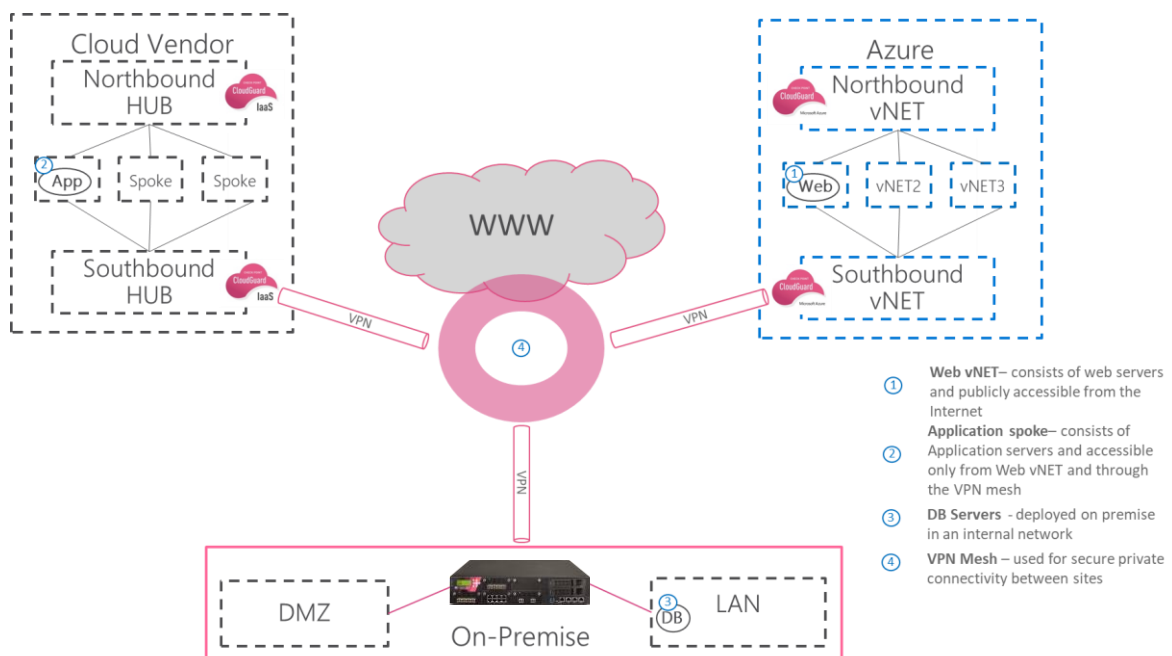 Cloud Vendor
Northbound
HUB
CloudGuard
IaaS
2
App
Spoke
Spoke
Southbound
HUB
CloudGuard
IaaS
VPN
WWW
4
VPN
VPN
Azure
Northbound
vNET
CloudGuard
Microsoft Azure
1
Web
vNET2
vNET3
Southbound
vNET
CloudGuard
Microsoft Azure
1
Web vNET– consists of web servers
and publicly accessible from the
Internet
2
Application spoke– consists of
Application servers and accessible
only from Web vNET and through
the VPN mesh
3
DB Servers - deployed on premise
in an internal network
4
VPN Mesh – used for secure private
connectivity between sites
DMZ
On-Premise
3
DB
LAN